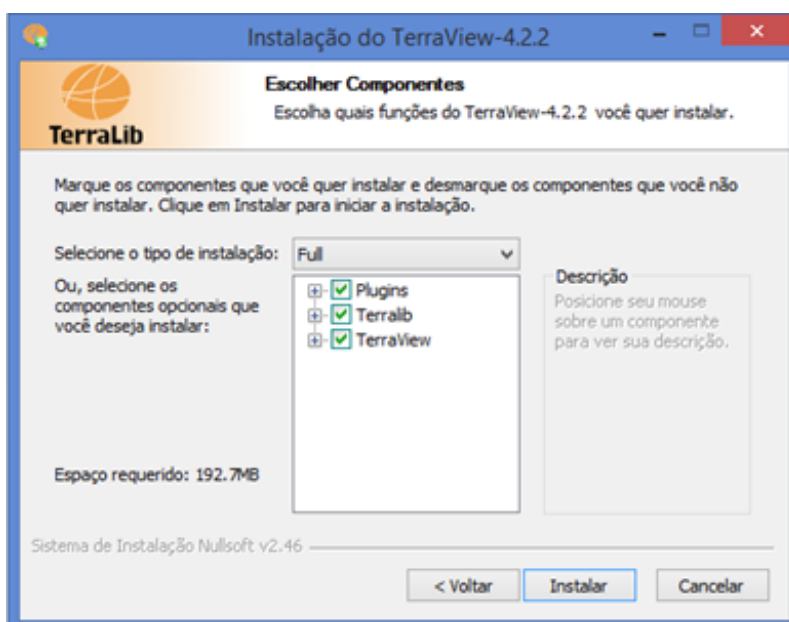 Instalação do TerraView-4.2.2
TerraLib
Escolher Componentes
Escolha quais funções do TerraView-4.2.2 você quer instalar.
Marque os componentes que você quer instalar e desmarque os componentes que você não
quer instalar. Clique em Instalar para iniciar a instalação.
Selecione o tipo de instalação:
Full
Ou, selecione os
componentes opcionais que
você deseja instalar:
Plugins
Terralib
TerraView
Descrição
Posicione seu mouse
sobre um componente
para ver sua descrição.
Espaço requerido: 192.7MB
Sistema de Instalação Nullsoft v2.46
< Voltar
Instalar
Cancelar